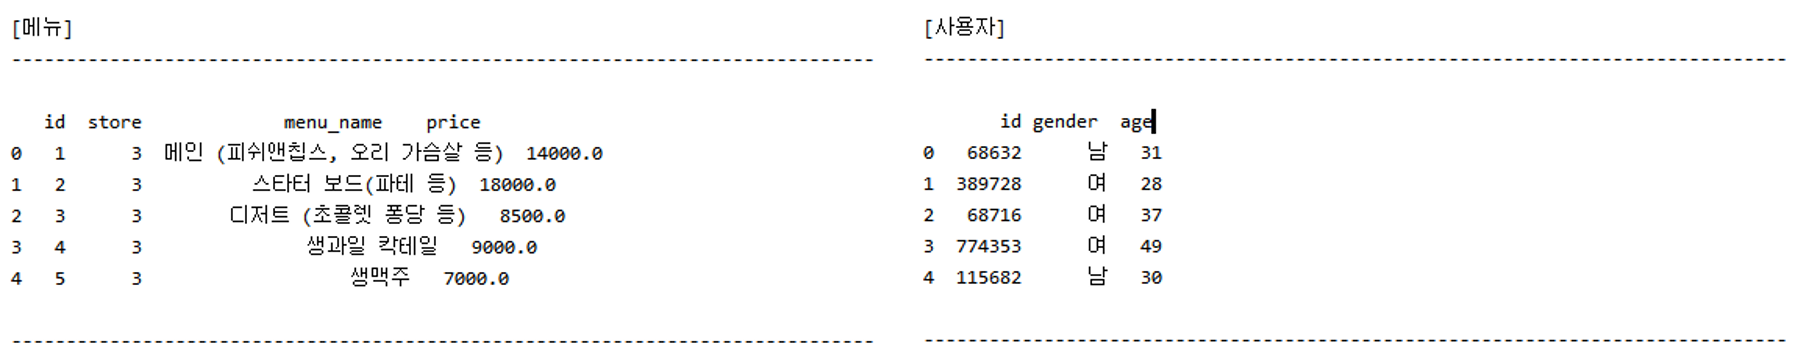 [메뉴]
--------------------------------------------------------------------------------
id store menu_name price
0 1 3 메인 (피쉬앤칩스, 오리 가슴살 등) 14000.0
1 2 3 스타터 보드(파테 등) 18000.0
2 3 3 디저트 (초콜렛 퐁당 등) 8500.0
3 4 3 생과일 칵테일 9000.0
4 5 3 생맥주 7000.0
--------------------------------------------------------------------------------
[사용자]
--------------------------------------------------------------------------------
id gender age
0 68632 남 31
1 389728 여 28
2 68716 여 37
3 774353 여 49
4 115682 남 30
--------------------------------------------------------------------------------